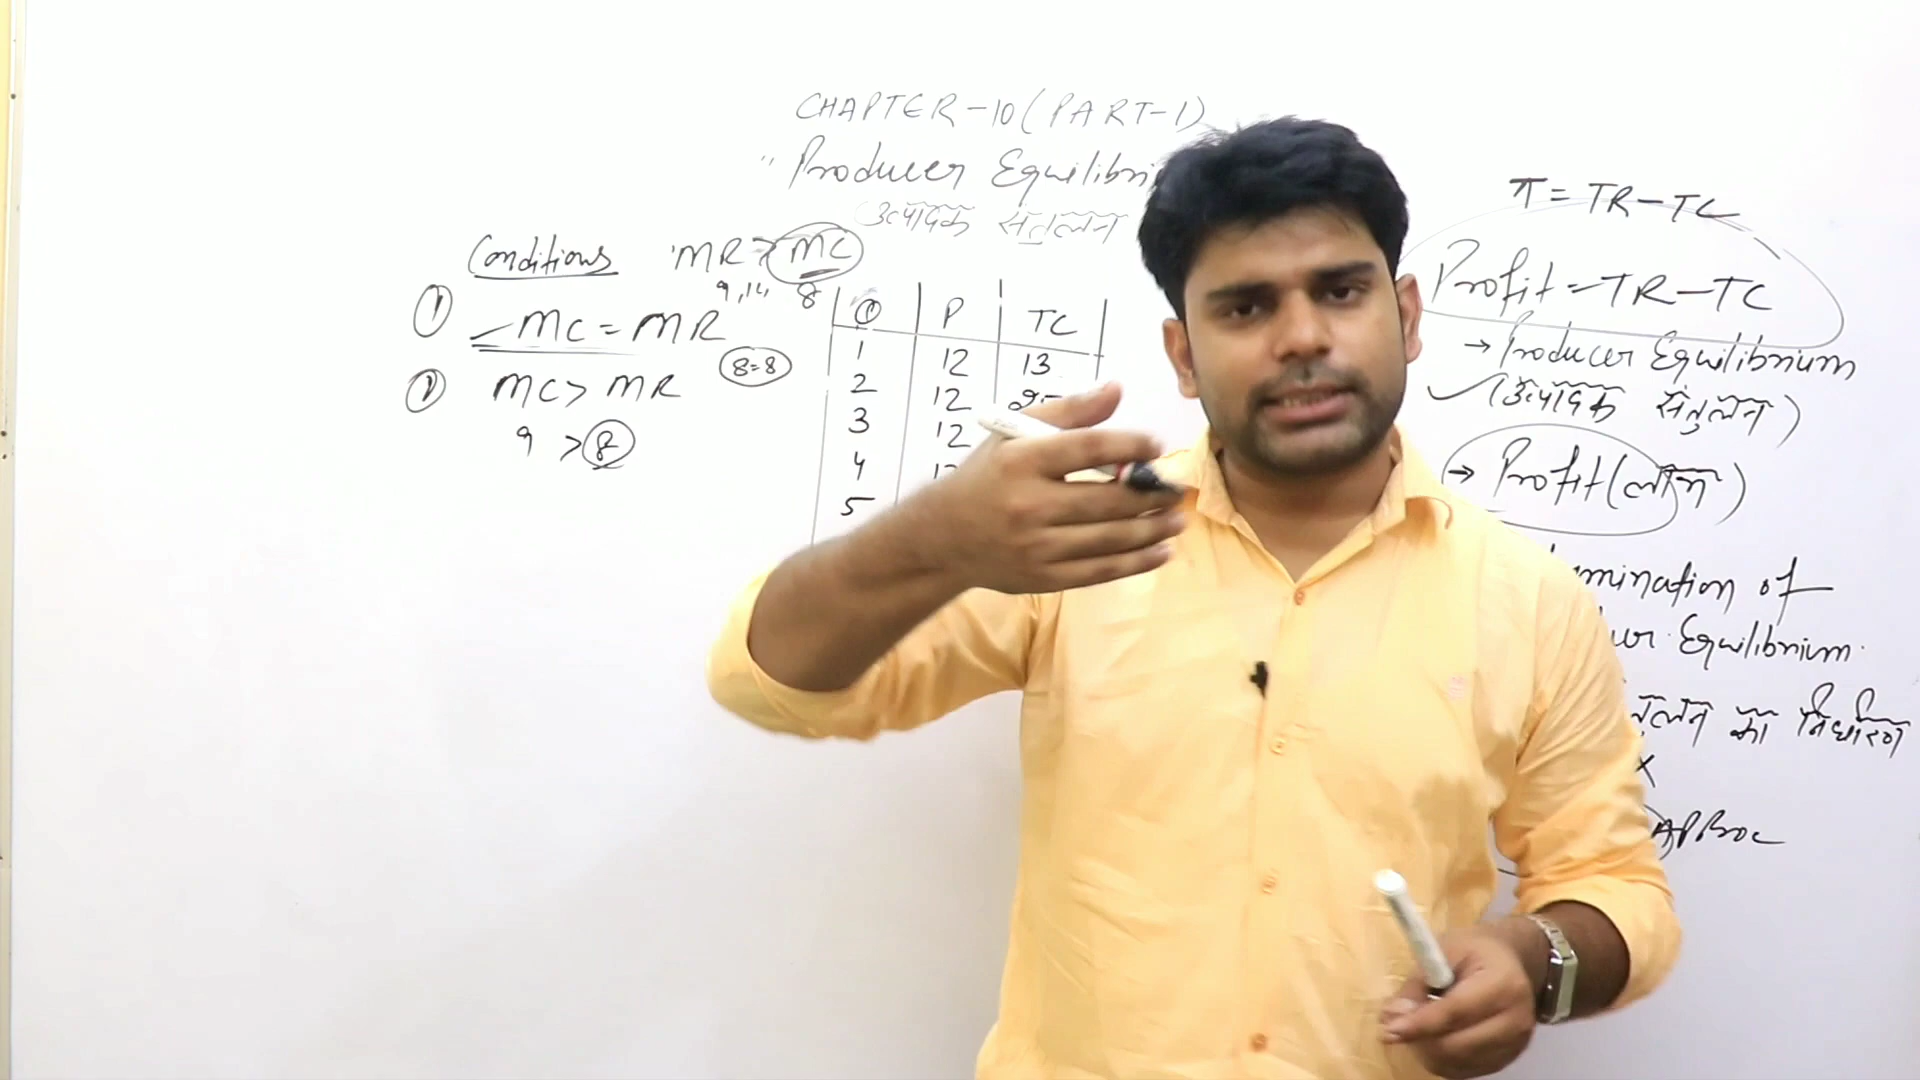 CHAPTER-10(PART-1)
"Producer Equilibri
(उत्पादक संतुलन
Conditions MR > MC
9,14, 8
① MC = MR
8=8
② MC > MR
9 > 8
Q P TC
1 12 13
2 12
3 12
4
5
π = TR-TC
Profit = TR-TC
→ Producer Equilibrium
✓ (उत्पादक संतुलन)
→ Profit (लाभ)
mination of
Equilibrium.
का निर्धारण
x